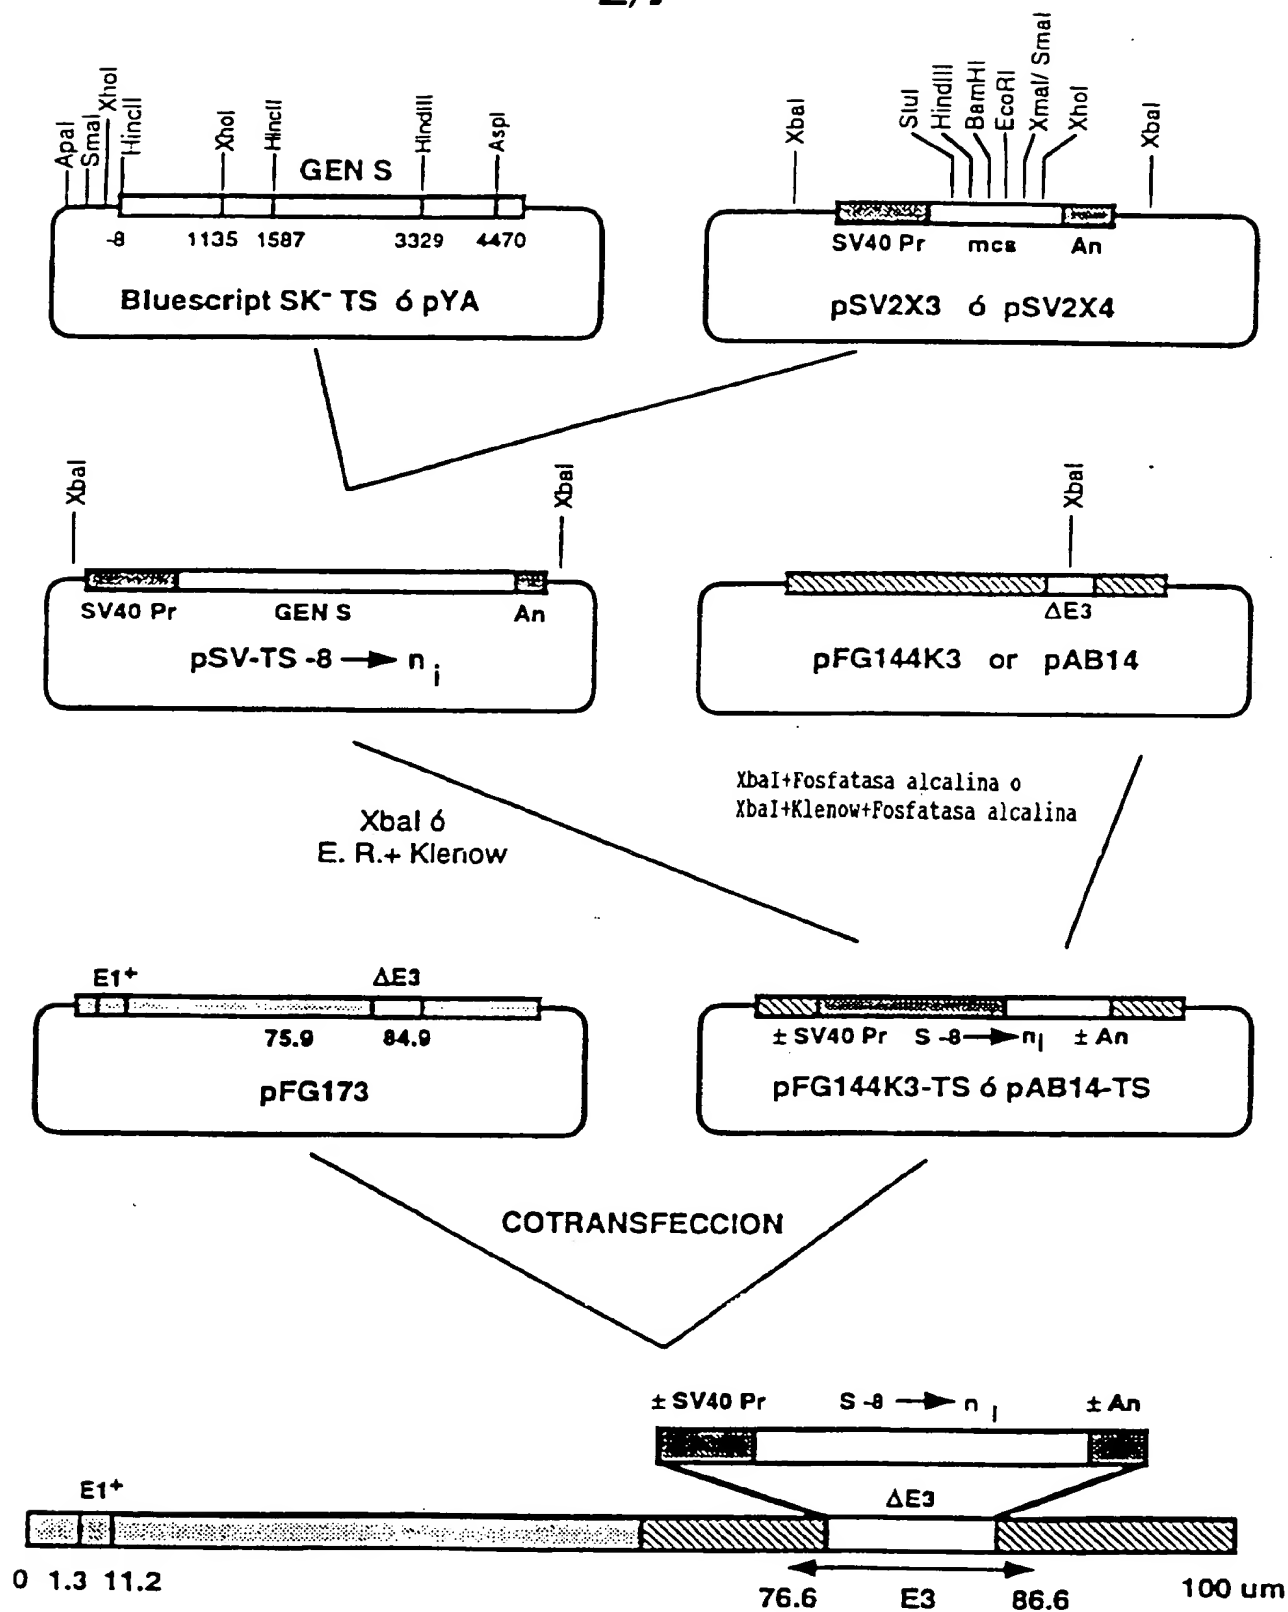 ApaI
SmaI
XhoI
HincII
XhoI
HincII
GEN S
HindIII
AspI
-8 1135 1587 3329 4470
Bluescript SK- TS ó pYA
XbaI
StuI
HindIII
BamHI
EcoRI
XmaI/ SmaI
XhoI
XbaI
SV40 Pr mcs An
pSV2X3 ó pSV2X4
XbaI
XbaI
SV40 Pr GEN S An
pSV-TS -8 → n i
XbaI
ΔE3
pFG144K3 or pAB14
XbaI ó
E. R.+ Klenow
XbaI+Fosfatasa alcalina o
XbaI+Klenow+Fosfatasa alcalina
E1+ ΔE3
75.9 84.9
pFG173
± SV40 Pr S -8 → n i ± An
pFG144K3-TS ó pAB14-TS
COTRANSFECCION
± SV40 Pr S -8 → n i ± An
E1+
ΔE3
0 1.3 11.2
76.6 E3 86.6
100 um